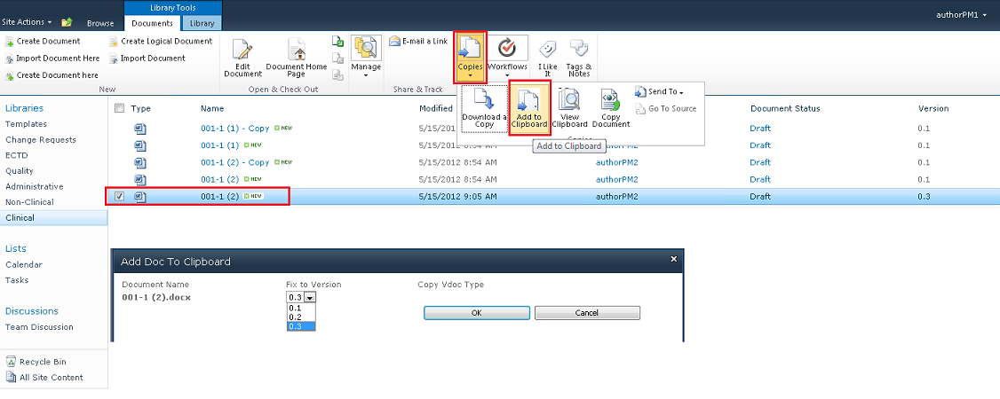 Library Tools
Site Actions Browse Documents Library authorPM1
Create Document Create Logical Document E-mail a Link
Import Document Here Import Document
Create Document here
Edit Document
Document Home Page
Manage
Copies
Workflows
I Like It
Tags & Notes
New Open & Check Out Share & Track
Download a Copy
Add to Clipboard
View Clipboard
Copy Document
Send To
Go To Source
Add to Clipboard
Libraries
Templates
Change Requests
ECTD
Quality
Administrative
Non-Clinical
Clinical
Lists
Calendar
Tasks
Discussions
Team Discussion
Recycle Bin
All Site Content
Type Name Modified Document Status Version
001-1 (1) - Copy NEW 5/15/2012 Draft 0.1
001-1 (1) NEW 5/15/2012 Draft 0.1
001-1 (2) - Copy NEW 5/15/2012 8:54 AM authorPM2 Draft 0.1
001-1 (2) NEW 5/15/2012 8:54 AM authorPM2 Draft 0.1
001-1 (2) NEW 5/15/2012 9:05 AM authorPM2 Draft 0.3
Add Doc To Clipboard
Document Name Fix to Version Copy Vdoc Type
001-1 (2).docx 0.3
0.1
0.2
0.3
OK Cancel